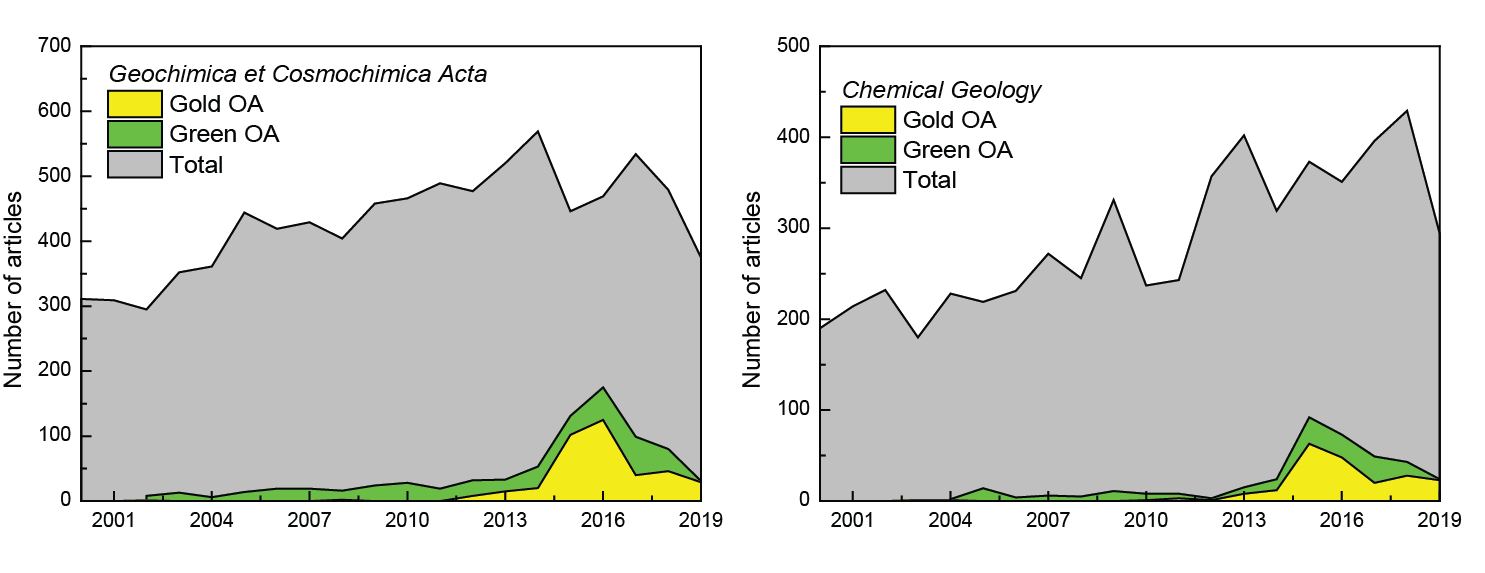 Number of articles
700
600
500
400
300
200
100
0
Geochimica et Cosmochimica Acta
Gold OA
Green OA
Total
2001 2004 2007 2010 2013 2016 2019
Number of articles
500
400
300
200
100
0
Chemical Geology
Gold OA
Green OA
Total
2001 2004 2007 2010 2013 2016 2019